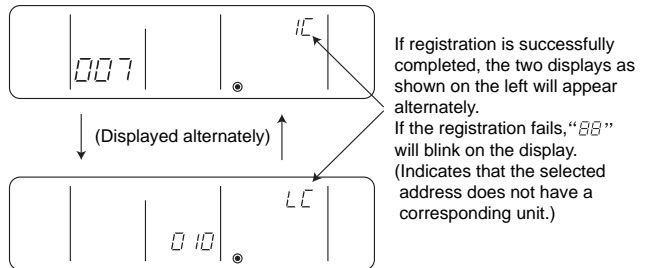 IC
007
(Displayed alternately)
LC
010
If registration is successfully
completed, the two displays as
shown on the left will appear
alternately.
If the registration fails,“88”
will blink on the display.
(Indicates that the selected
address does not have a
corresponding unit.)